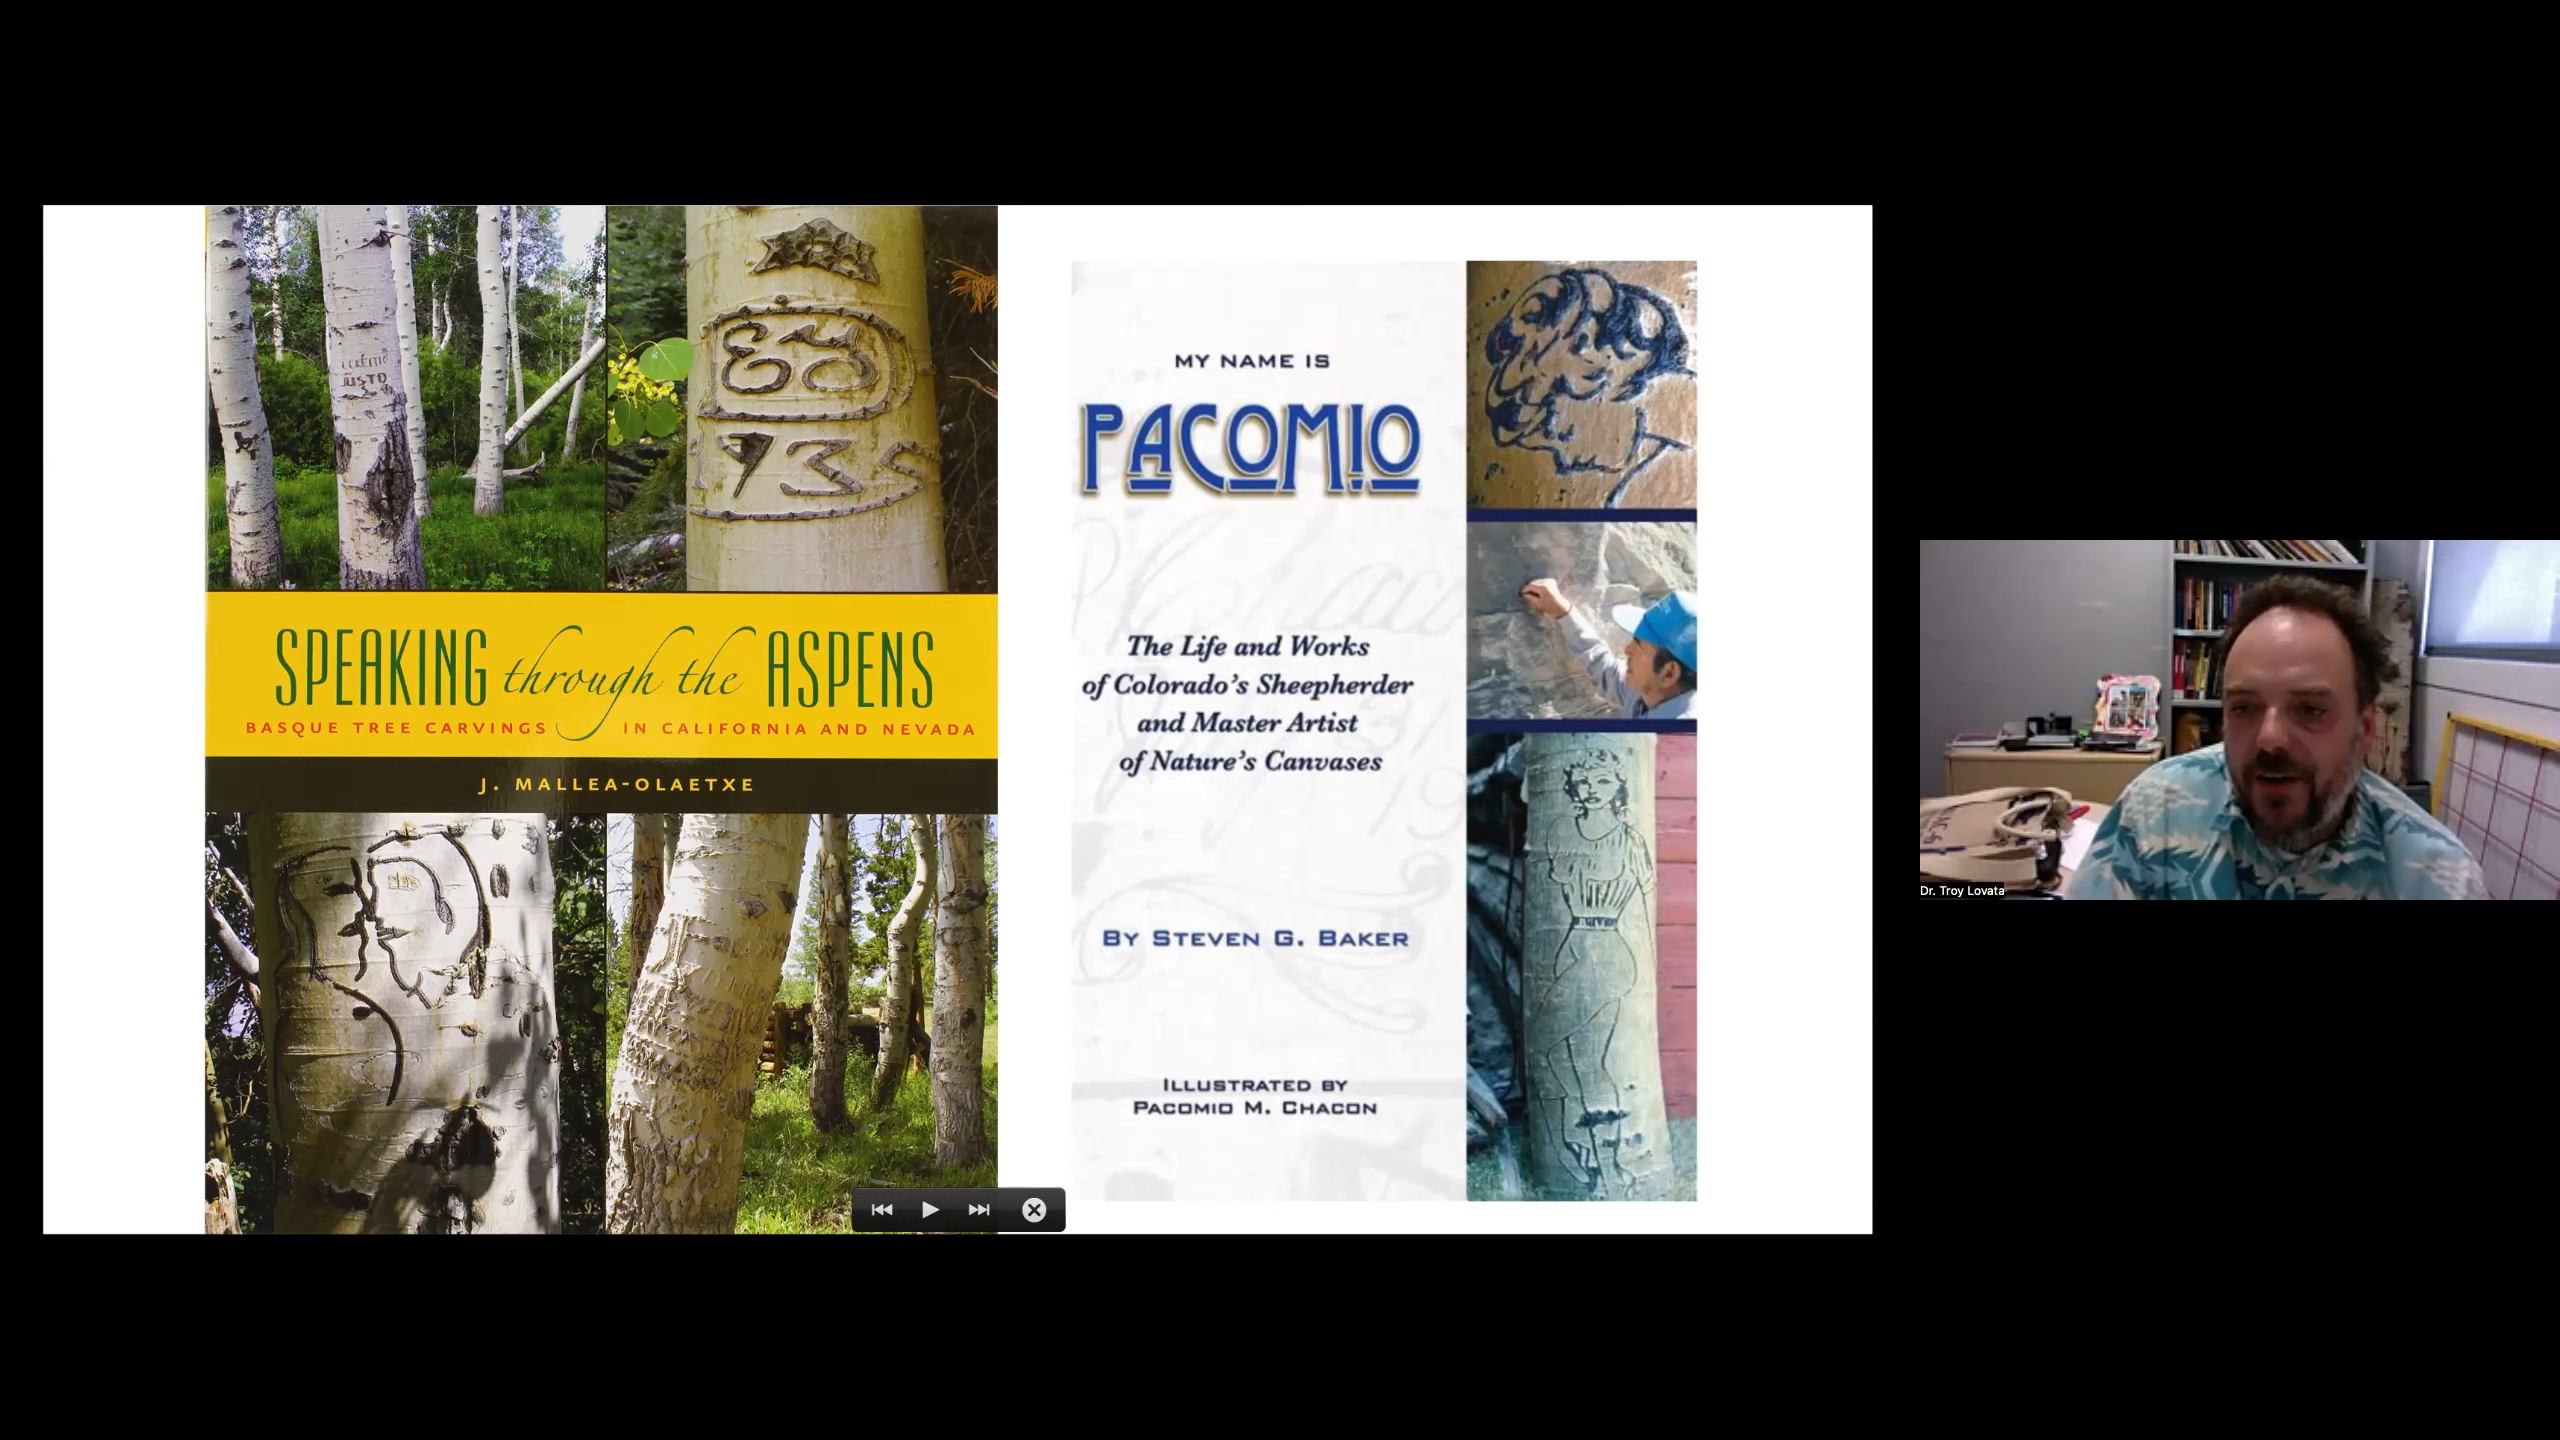 JUSTO
1935
SPEAKING through the ASPENS
BASQUE TREE CARVINGS IN CALIFORNIA AND NEVADA
J. MALLEA-OLAETXE
MY NAME IS
PACOMIO
The Life and Works
of Colorado's Sheepherder
and Master Artist
of Nature's Canvases
BY STEVEN G. BAKER
ILLUSTRATED BY
PACOMIO M. CHACON
Dr. Troy Lovata